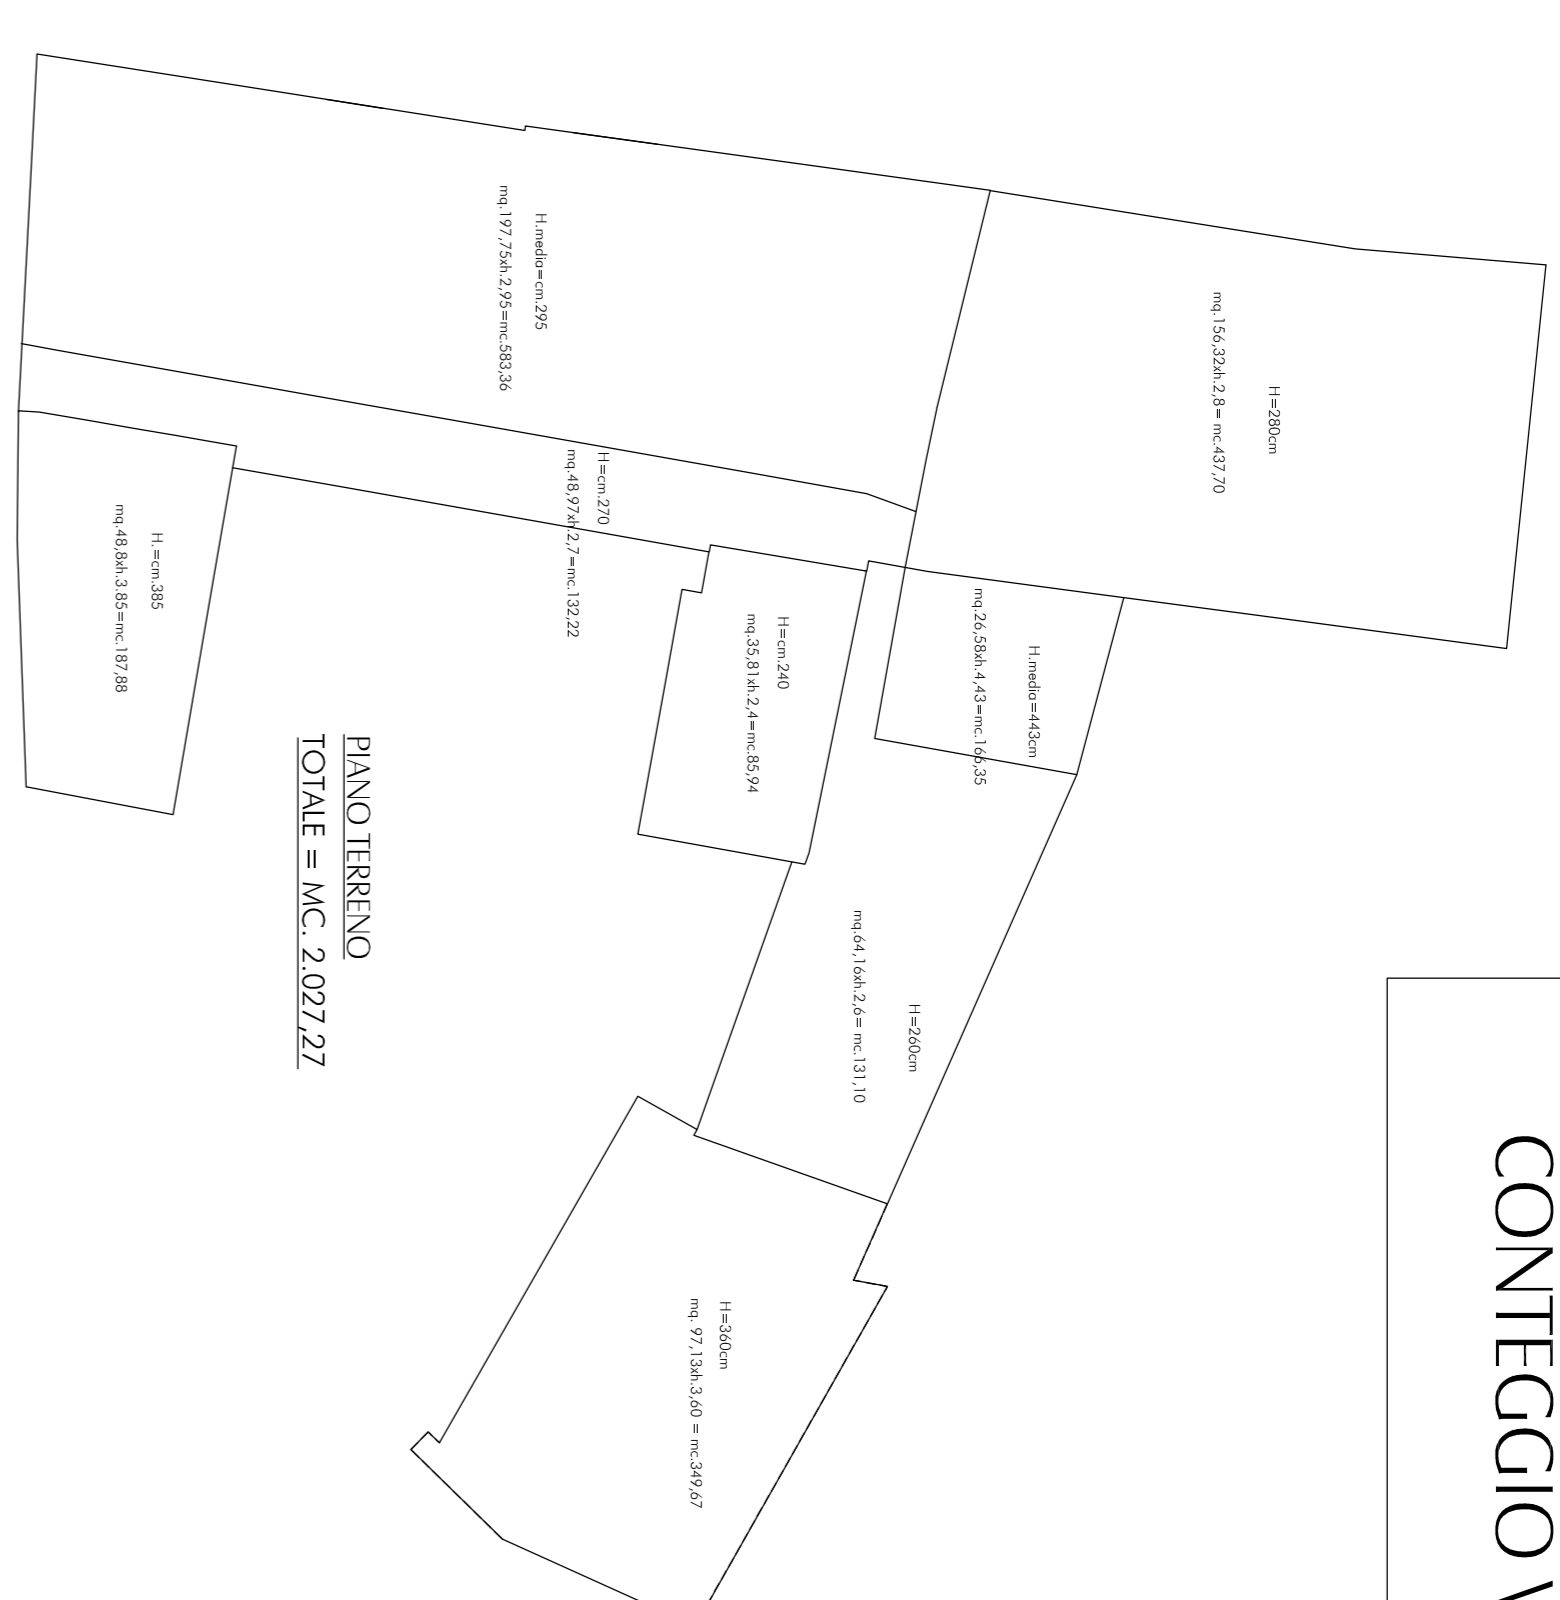 H.media=cm.295
mq.197,75xh.2,95=mc.583,36
H=280cm
mq.156,32xh.2,8= mc.437,70
H=cm.270
mq.48,97xh.2,7=mc.132,22
H.=cm.385
mq.48,8xh.3.85=mc.187,88
H=cm.240
mq.35,81xh.2,4=mc.85,94
H.media=443cm
mq.26,58xh.4,43=mc.166,35
H=260cm
mq.64,16xh.2,6= mc.131,10
H=360cm
mq. 97,13xh.3,60 = mc.349,67
PIANO TERRENO
TOTALE = MC. 2.027,27
CONTEGGIO